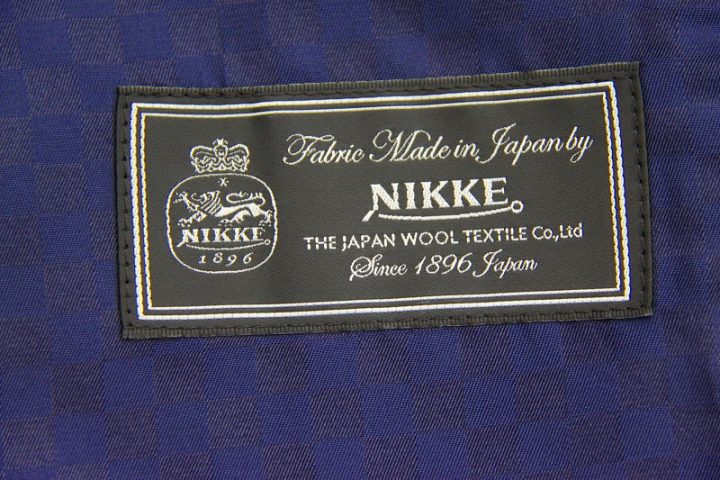 NIKKE
1896
Fabric Made in Japan by
NIKKE
THE JAPAN WOOL TEXTILE Co.,Ltd
Since 1896 Japan